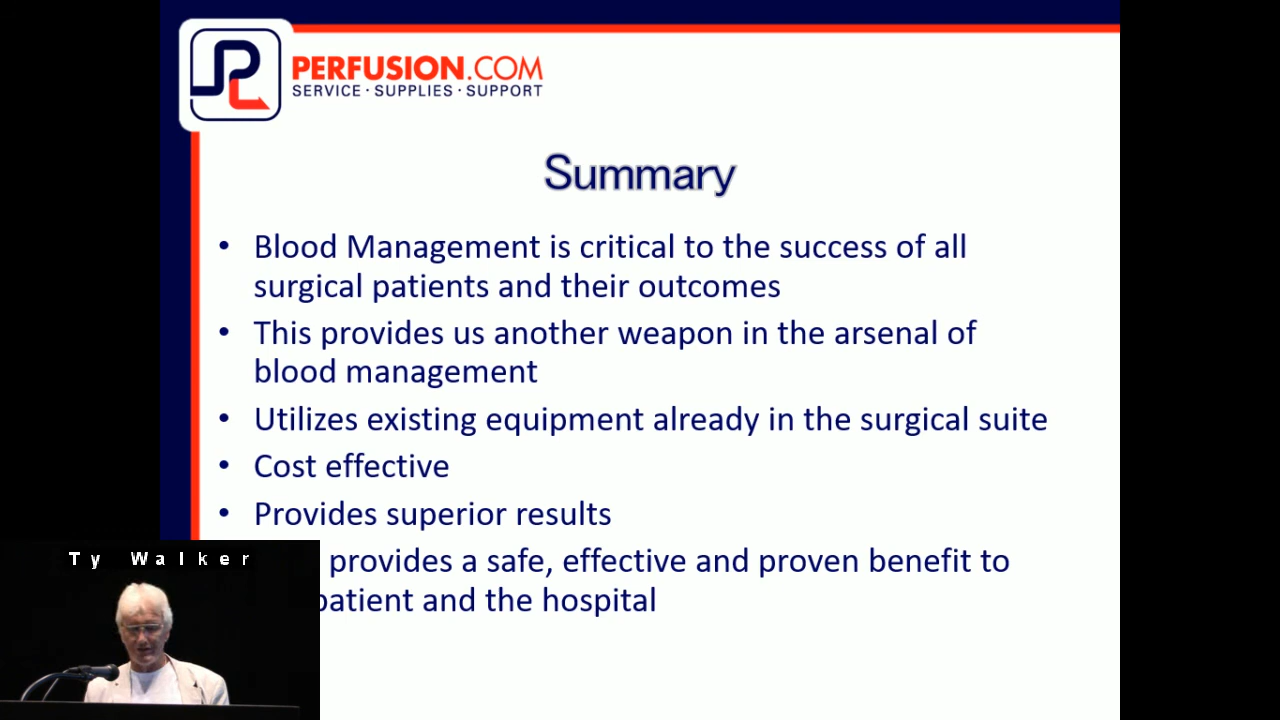 PERFUSION.COM
SERVICE · SUPPLIES · SUPPORT
Summary
• Blood Management is critical to the success of all
surgical patients and their outcomes
• This provides us another weapon in the arsenal of
blood management
• Utilizes existing equipment already in the surgical suite
• Cost effective
• Provides superior results
provides a safe, effective and proven benefit to
patient and the hospital
Ty Walker